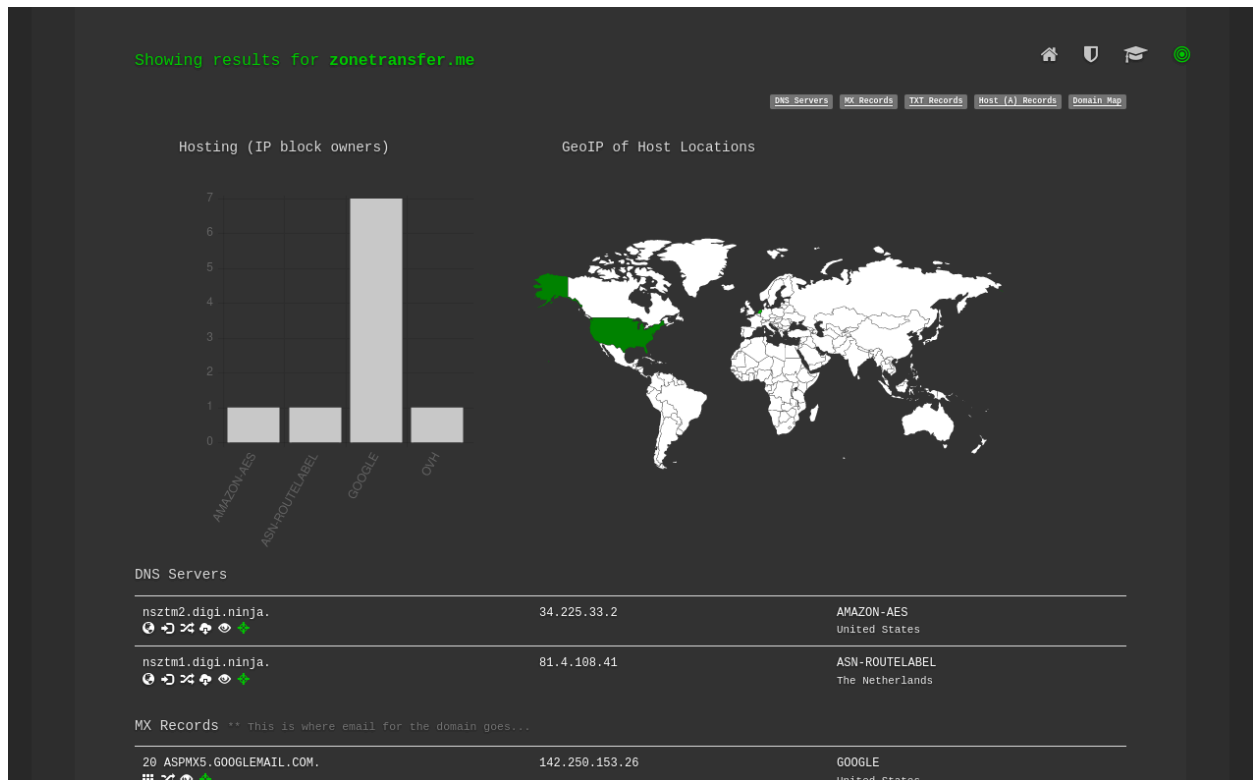 Showing results for zonetransfer.me
DNS Servers MX Records TXT Records Host (A) Records Domain Map
Hosting (IP block owners)
GeoIP of Host Locations
7
6
5
4
3
2
1
0
AMAZON-AES
ASN-ROUTELABEL
GOOGLE
OVH
DNS Servers
nsztm2.digi.ninja. 34.225.33.2 AMAZON-AES
United States
nsztm1.digi.ninja. 81.4.108.41 ASN-ROUTELABEL
The Netherlands
MX Records ** This is where email for the domain goes...
20 ASPMX5.GOOGLEMAIL.COM. 142.250.153.26 GOOGLE
United States